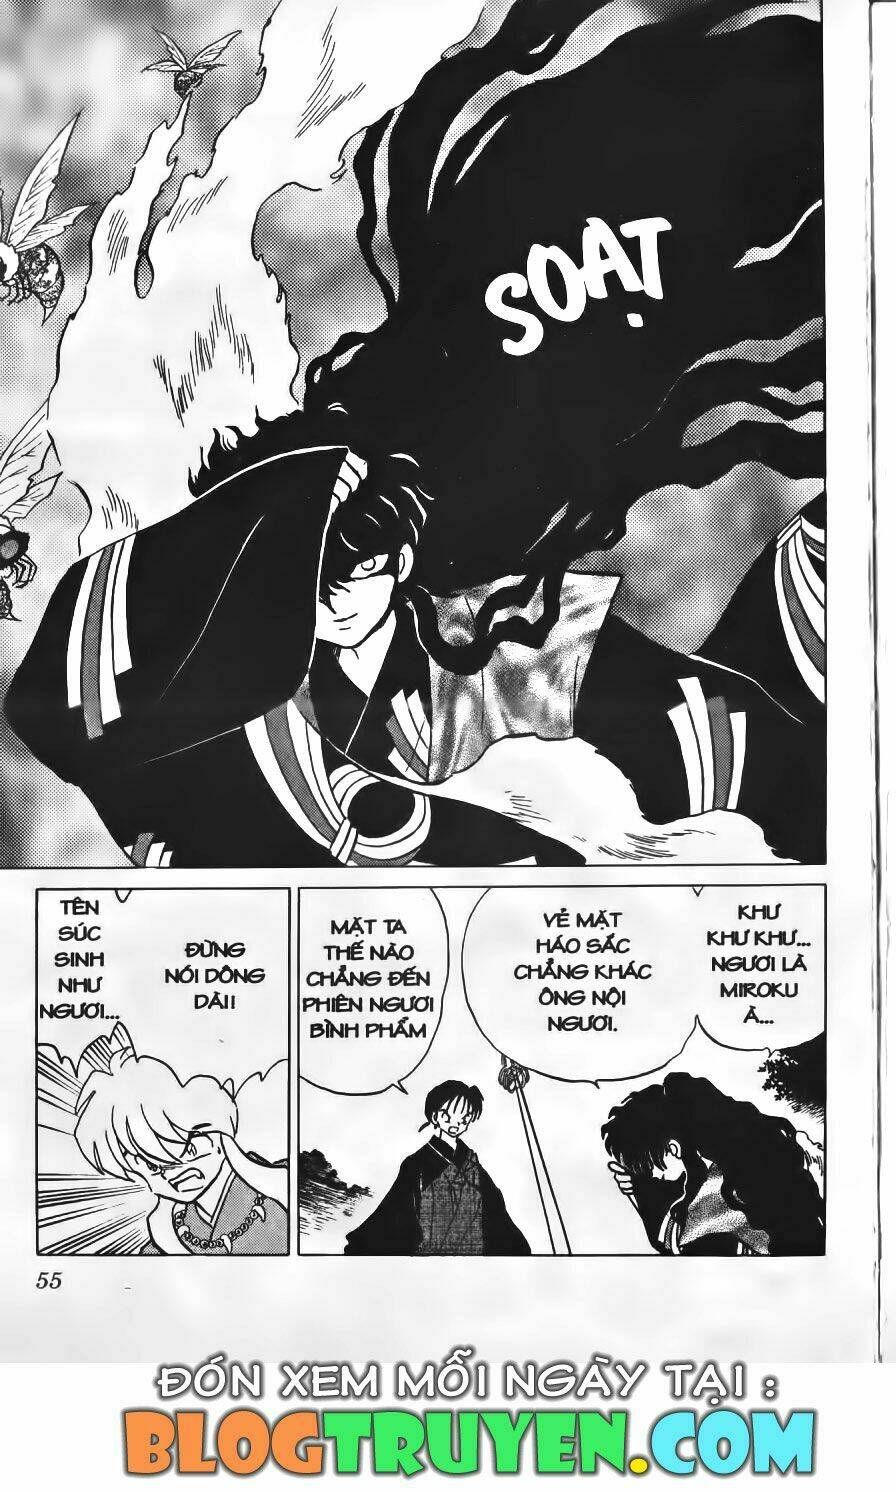 SOẠT
KHƯ
KHƯ KHƯ...
NGƯƠI LÀ
MIROKU
À...
VẺ MẶT
HÁO SẮC
CHẲNG KHÁC
ÔNG NỘI
NGƯƠI.
MẶT TA
THẾ NÀO
CHẲNG ĐẾN
PHIÊN NGƯƠI
BÌNH PHẨM
ĐỪNG
NÓI DÔNG
DÀI!
TÊN
SÚC
SINH
NHƯ
NGƯƠI...
55
ĐÓN XEM MỖI NGÀY TẠI :
BLOGTRUYEN.COM